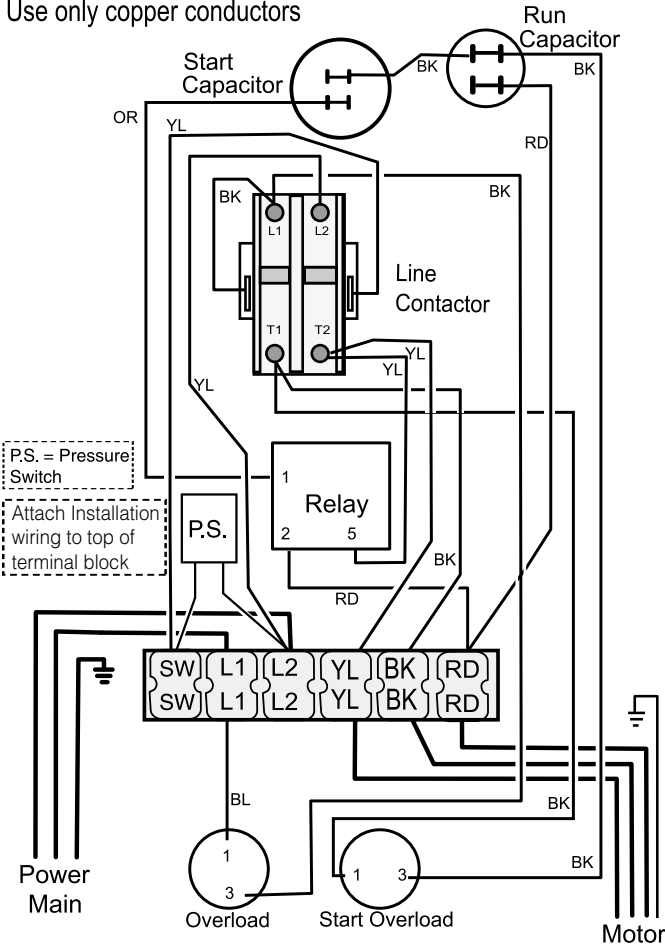 Use only copper conductors
Run
Capacitor
Start
Capacitor
BK
BK
OR
YL
RD
BK
BK
L1
L2
Line
Contactor
T1
T2
YL
YL
YL
P.S. = Pressure
Switch
1
Relay
2
5
Attach Installation
wiring to top of
terminal block
P.S.
BK
RD
SW
L1
L2
YL
BK
RD
SW
L1
L2
YL
BK
RD
BL
BK
1
3
1
3
BK
Power
Main
Overload
Start Overload
Motor